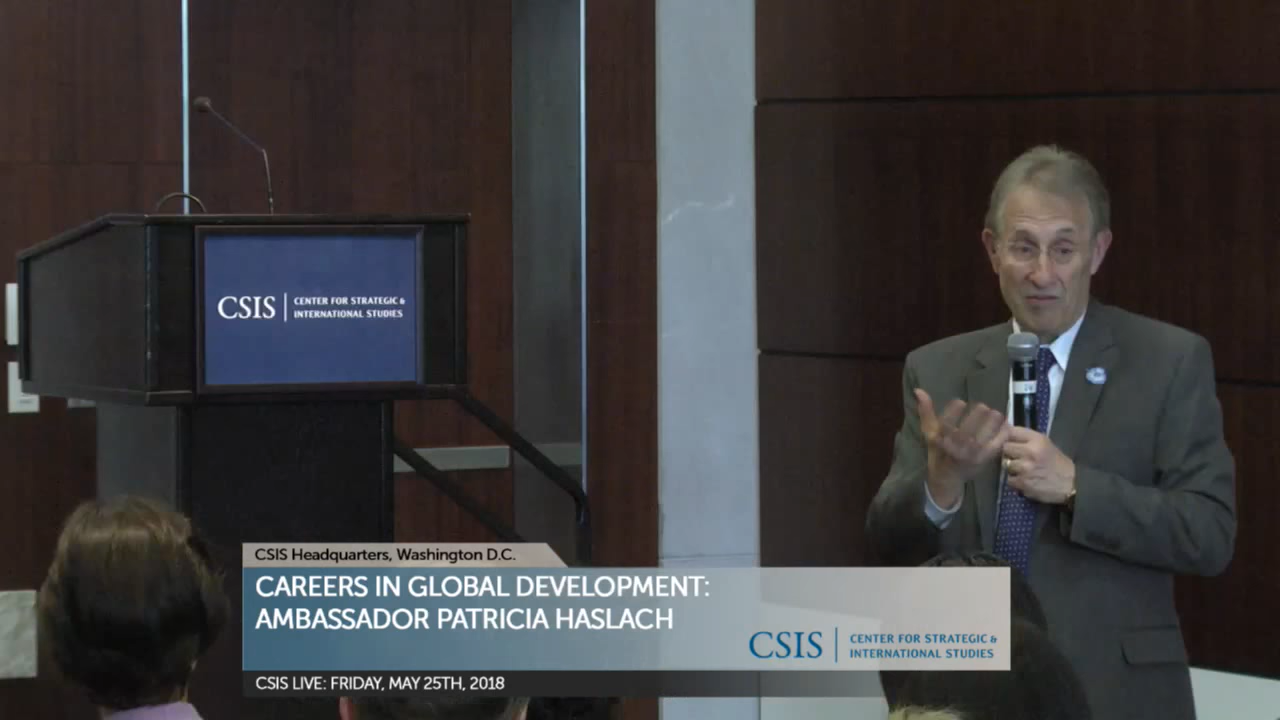 CSIS
CENTER FOR STRATEGIC &
INTERNATIONAL STUDIES
CSIS Headquarters, Washington D.C.
CAREERS IN GLOBAL DEVELOPMENT:
AMBASSADOR PATRICIA HASLACH
CSIS
CENTER FOR STRATEGIC &
INTERNATIONAL STUDIES
CSIS LIVE: FRIDAY, MAY 25TH, 2018